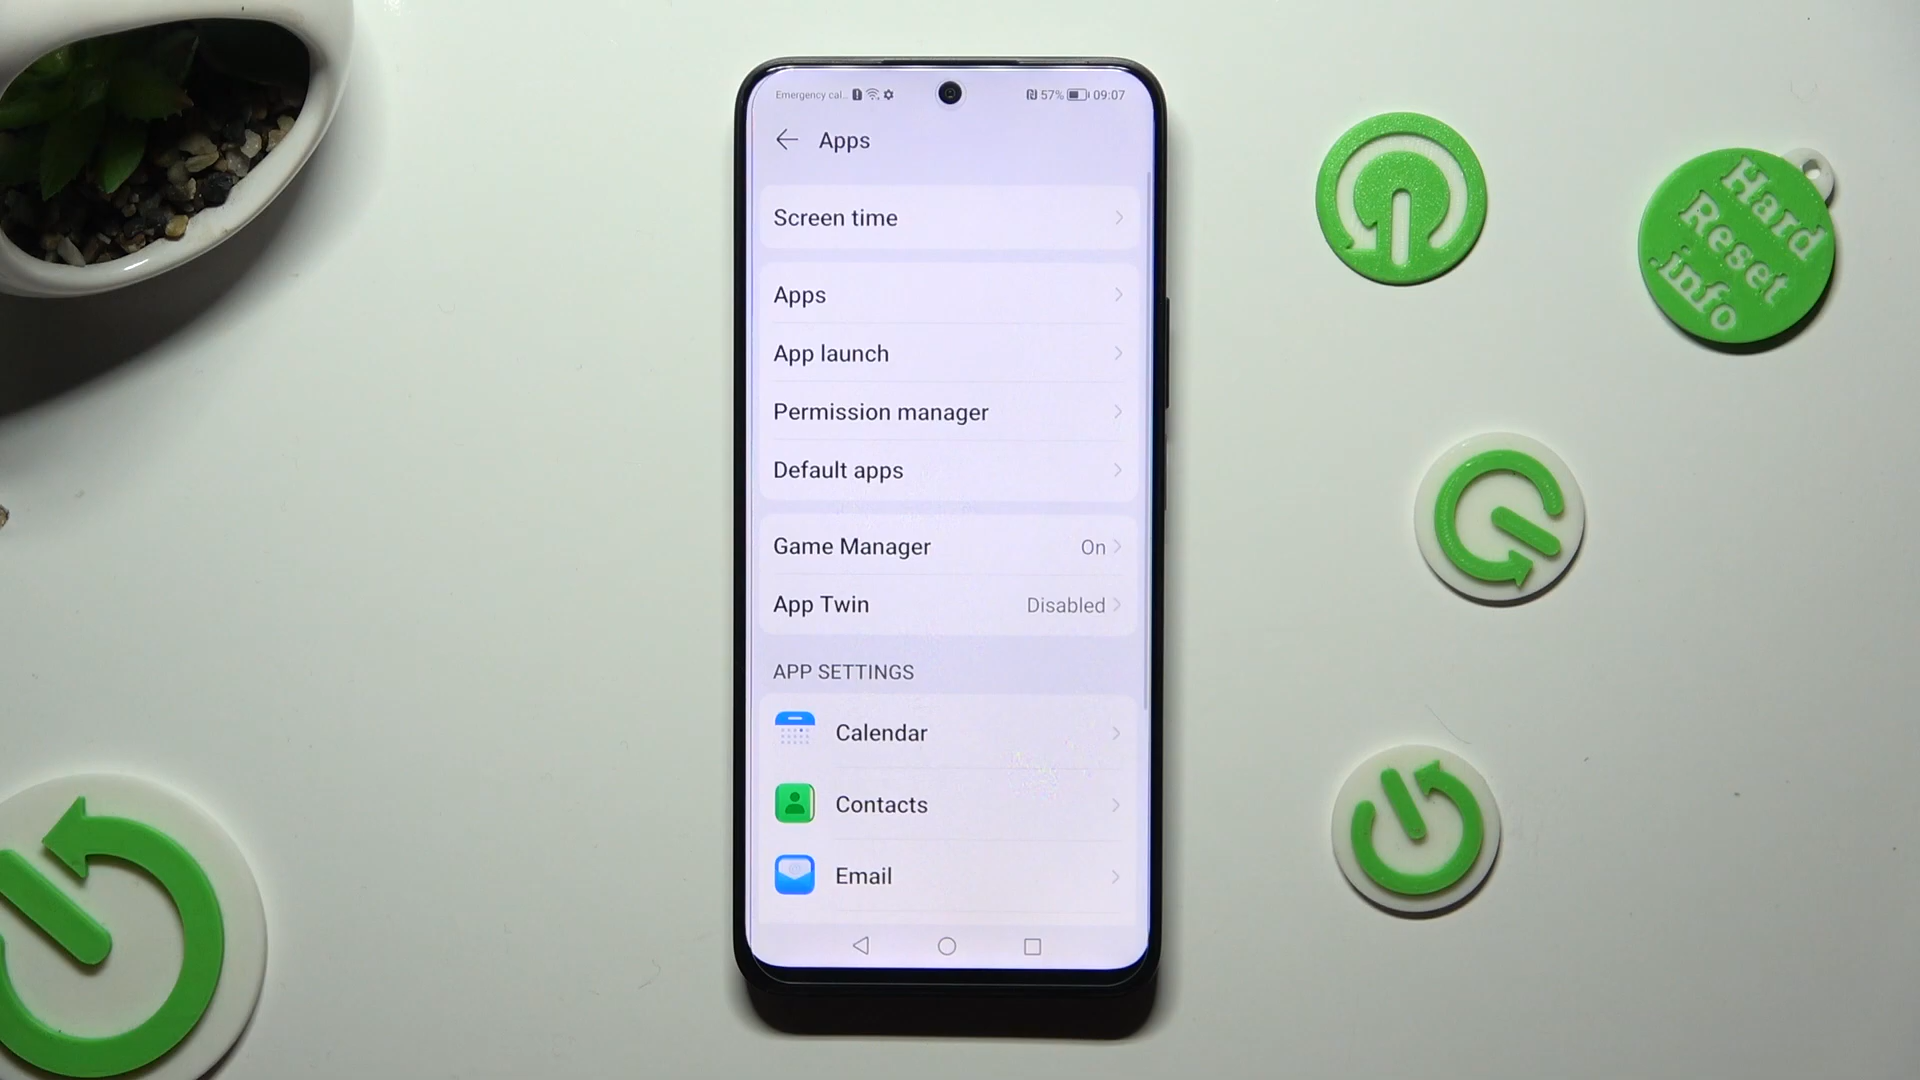 Emergency cal... 57% 09:07
Apps
Screen time
Apps
App launch
Permission manager
Default apps
Game Manager On
App Twin Disabled
APP SETTINGS
Calendar
Contacts
Email
Hard
Reset
.info